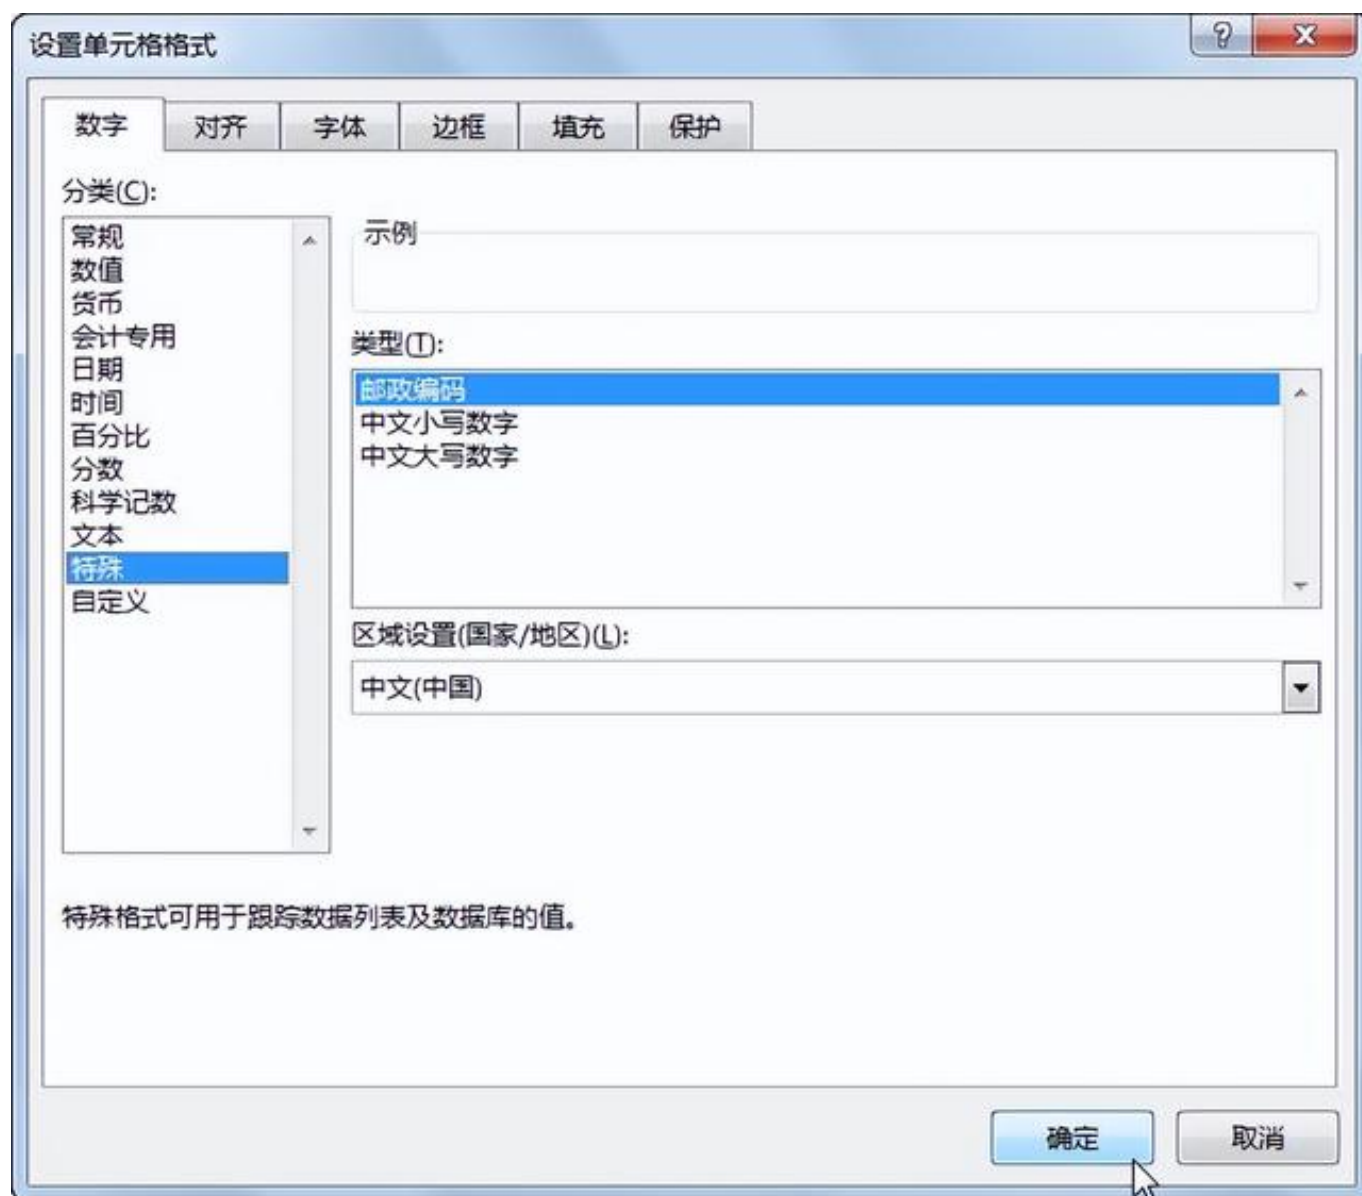 设置单元格格式
数字 对齐 字体 边框 填充 保护
分类(C):
常规
数值
货币
会计专用
日期
时间
百分比
分数
科学记数
文本
特殊
自定义
示例
类型(T):
邮政编码
中文小写数字
中文大写数字
区域设置(国家/地区)(L):
中文(中国)
特殊格式可用于跟踪数据列表及数据库的值。
确定 取消